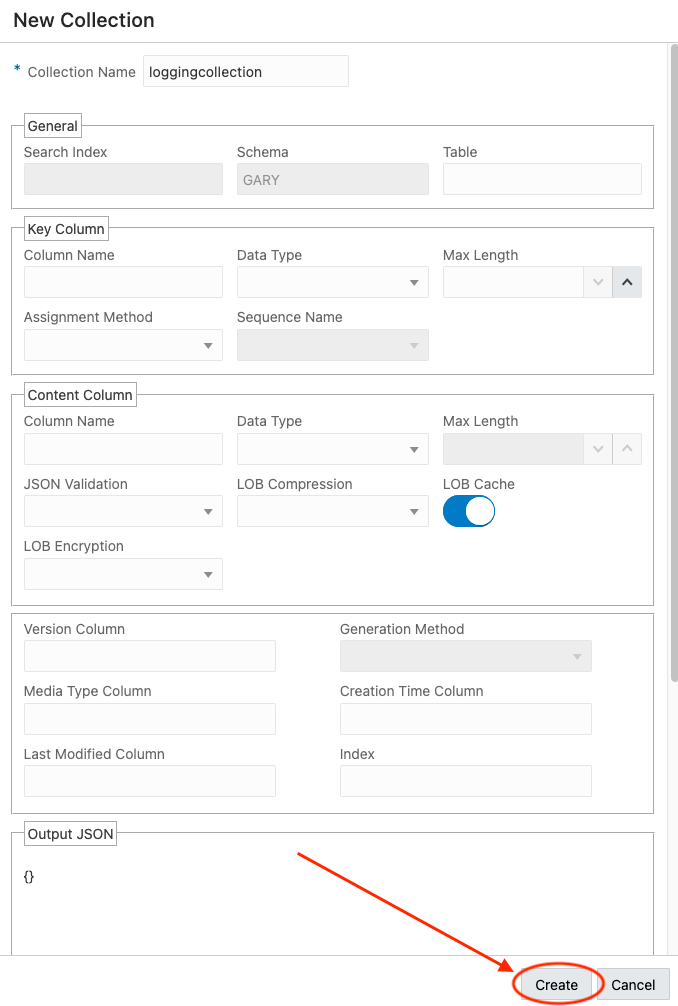 New Collection
* Collection Name loggingcollection
General
Search Index Schema Table
GARY
Key Column
Column Name Data Type Max Length
Assignment Method Sequence Name
Content Column
Column Name Data Type Max Length
JSON Validation LOB Compression LOB Cache
LOB Encryption
Version Column Generation Method
Media Type Column Creation Time Column
Last Modified Column Index
Output JSON
{}
Create Cancel